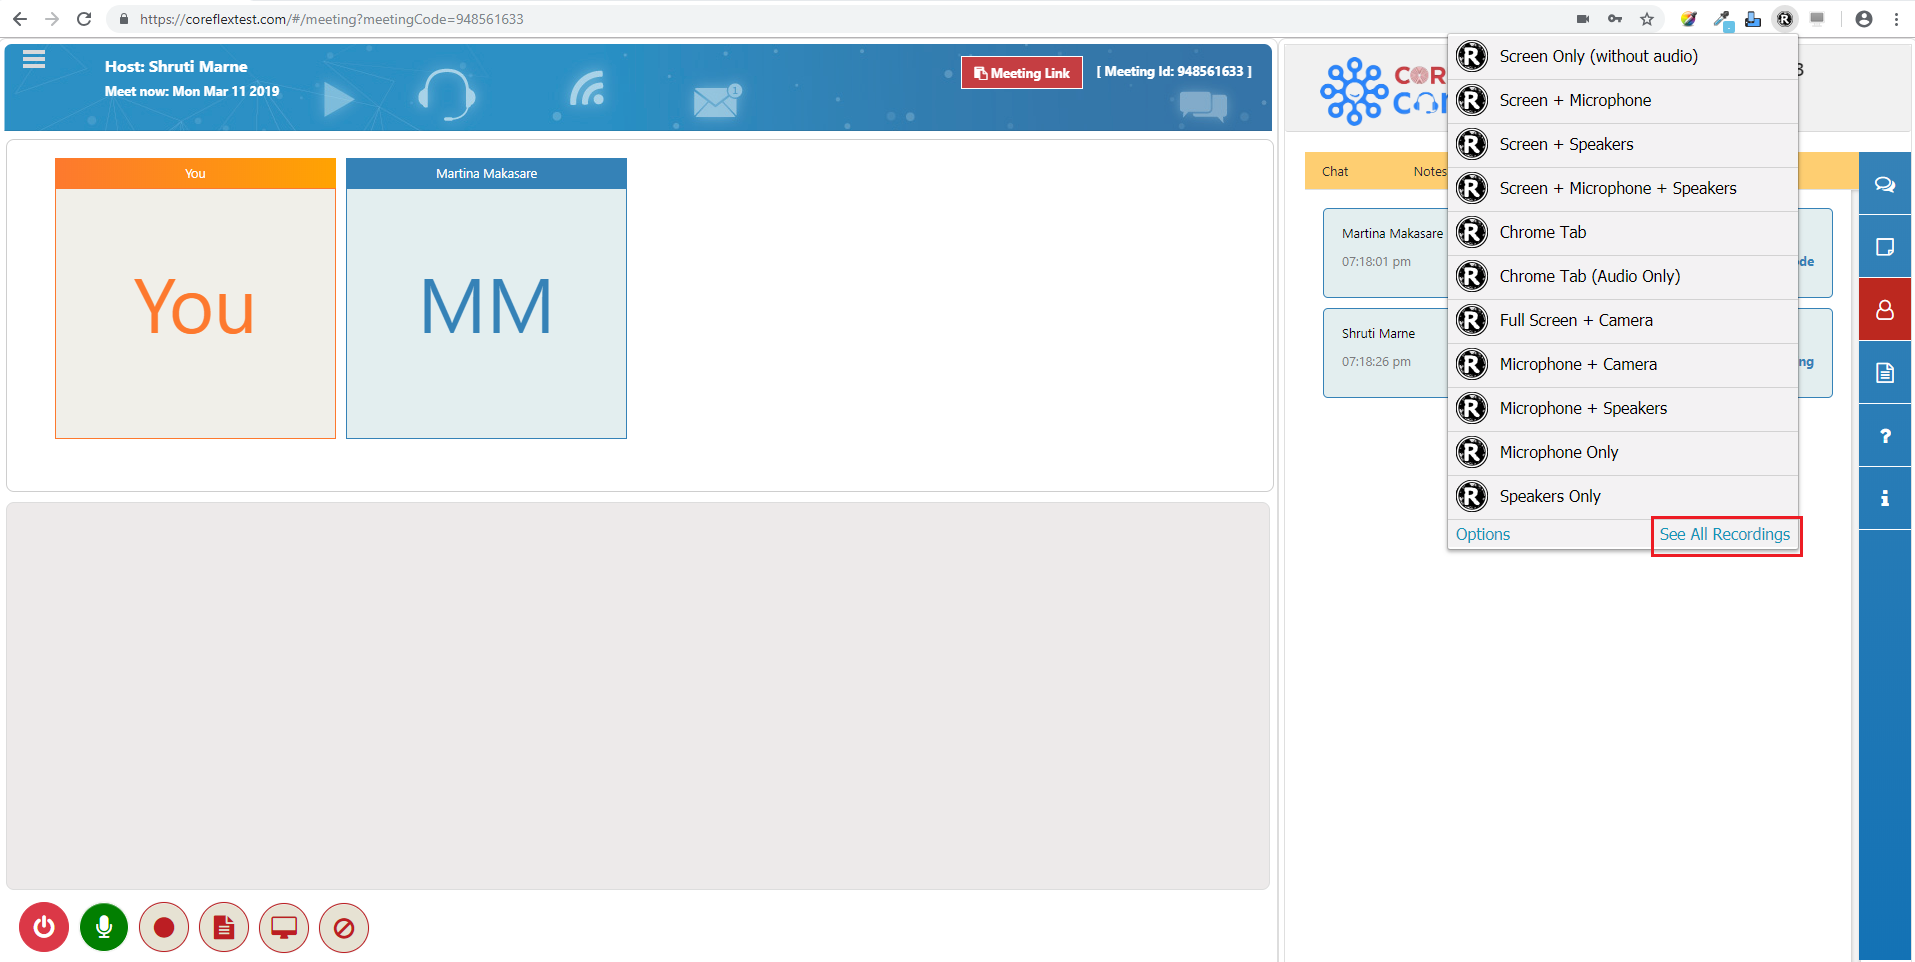 https://coreflextest.com/#/meeting?meetingCode=948561633
Host: Shruti Marne
Meet now: Mon Mar 11 2019
1
Meeting Link
[ Meeting Id: 948561633 ]
You
You
Martina Makasare
MM
COR
Chat
Notes
Martina Makasare
07:18:01 pm
Shruti Marne
07:18:26 pm
R Screen Only (without audio)
R Screen + Microphone
R Screen + Speakers
R Screen + Microphone + Speakers
R Chrome Tab
R Chrome Tab (Audio Only)
R Full Screen + Camera
R Microphone + Camera
R Microphone + Speakers
R Microphone Only
R Speakers Only
Options
See All Recordings